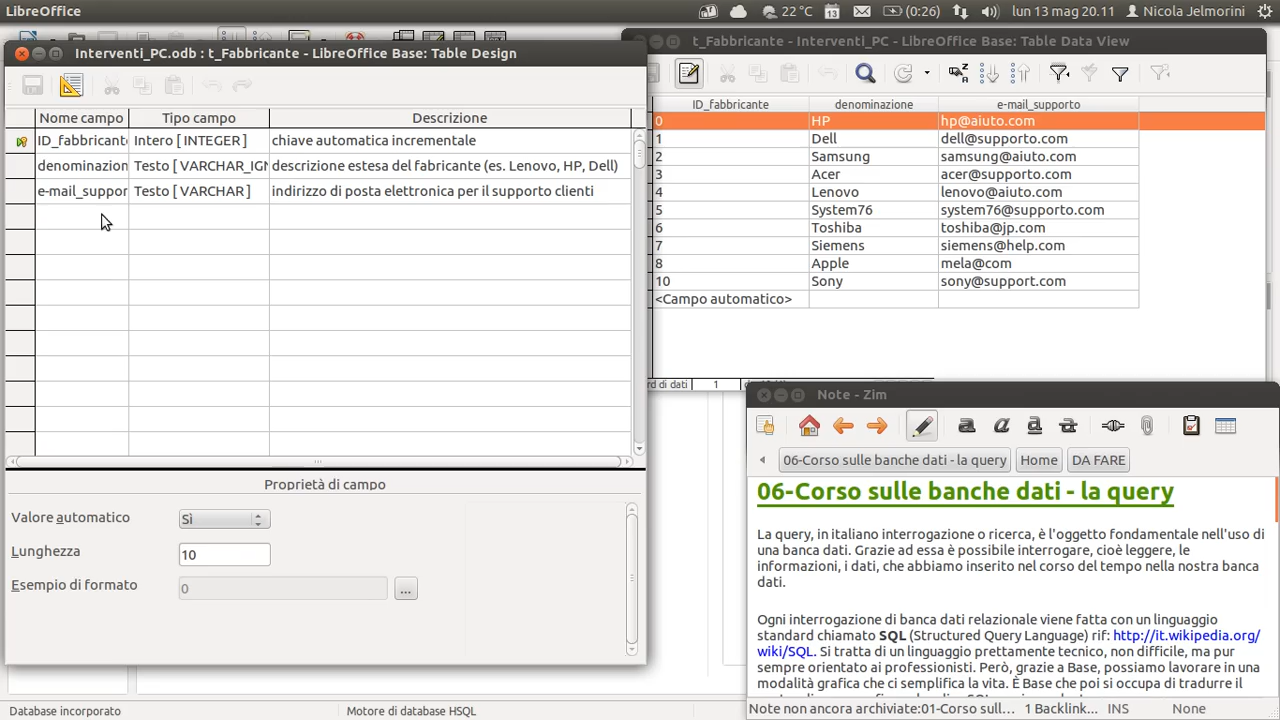 LibreOffice
22 °C
13
(0:26)
lun 13 mag 20.11
Nicola Jelmorini
Interventi_PC.odb : t_Fabbricante - LibreOffice Base: Table Design
Nome campo Tipo campo Descrizione
ID_fabbricante Intero [ INTEGER ] chiave automatica incrementale
denominazion Testo [ VARCHAR_IGN descrizione estesa del fabbricante (es. Lenovo, HP, Dell)
e-mail_suppor Testo [ VARCHAR ] indirizzo di posta elettronica per il supporto clienti
Proprietà di campo
Valore automatico Sì
Lunghezza 10
Esempio di formato 0 ...
t_Fabbricante - Interventi_PC - LibreOffice Base: Table Data View
ID_fabbricante denominazione e-mail_supporto
0 HP hp@aiuto.com
1 Dell dell@supporto.com
2 Samsung samsung@aiuto.com
3 Acer acer@supporto.com
4 Lenovo lenovo@aiuto.com
5 System76 system76@supporto.com
6 Toshiba toshiba@jp.com
7 Siemens siemens@help.com
8 Apple mela@com
10 Sony sony@support.com
<Campo automatico>
rd di dati 1
Note - Zim
06-Corso sulle banche dati - la query Home DA FARE
06-Corso sulle banche dati - la query
La query, in italiano interrogazione o ricerca, è l'oggetto fondamentale nell'uso di
una banca dati. Grazie ad essa è possibile interrogare, cioè leggere, le
informazioni, i dati, che abbiamo inserito nel corso del tempo nella nostra banca
dati.
Ogni interrogazione di banca dati relazionale viene fatta con un linguaggio
standard chiamato SQL (Structured Query Language) rif: http://it.wikipedia.org/
wiki/SQL. Si tratta di un linguaggio prettamente tecnico, non difficile, ma pur
sempre orientato ai professionisti. Però, grazie a Base, possiamo lavorare in una
modalità grafica che ci semplifica la vita. È Base che poi si occupa di tradurre il
Note non ancora archiviate:01-Corso sull... 1 Backlink... INS None
Database incorporato Motore di database HSQL